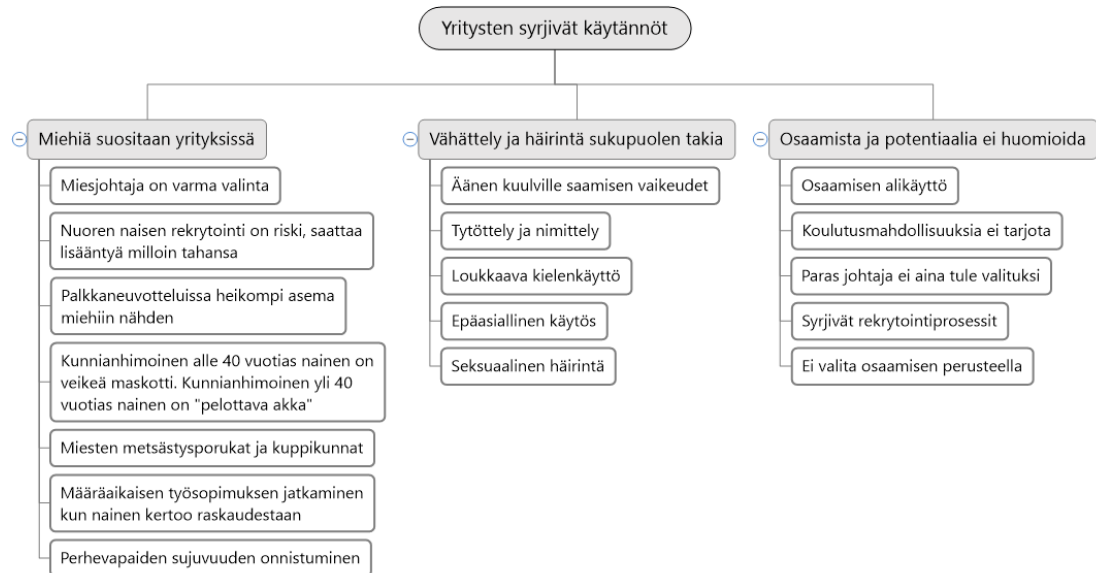 Yritysten syrjivät käytännöt
Miehiä suositaan yrityksissä
Miesjohtaja on varma valinta
Nuoren naisen rekrytointi on riski, saattaa
lisääntyä milloin tahansa
Palkkaneuvotteluissa heikompi asema
miehiin nähden
Kunnianhimoinen alle 40 vuotias nainen on
veikeä maskotti. Kunnianhimoinen yli 40
vuotias nainen on "pelottava akka"
Miesten metsästysporukat ja kuppikunnat
Määräaikaisen työsopimuksen jatkaminen
kun nainen kertoo raskaudestaan
Perhevapaiden sujuvuuden onnistuminen
Vähättely ja häirintä sukupuolen takia
Äänen kuulville saamisen vaikeudet
Tytöttely ja nimittely
Loukkaava kielenkäyttö
Epäasiallinen käytös
Seksuaalinen häirintä
Osaamista ja potentiaalia ei huomioida
Osaamisen alikäyttö
Koulutusmahdollisuuksia ei tarjota
Paras johtaja ei aina tule valituksi
Syrjivät rekrytointiprosessit
Ei valita osaamisen perusteella